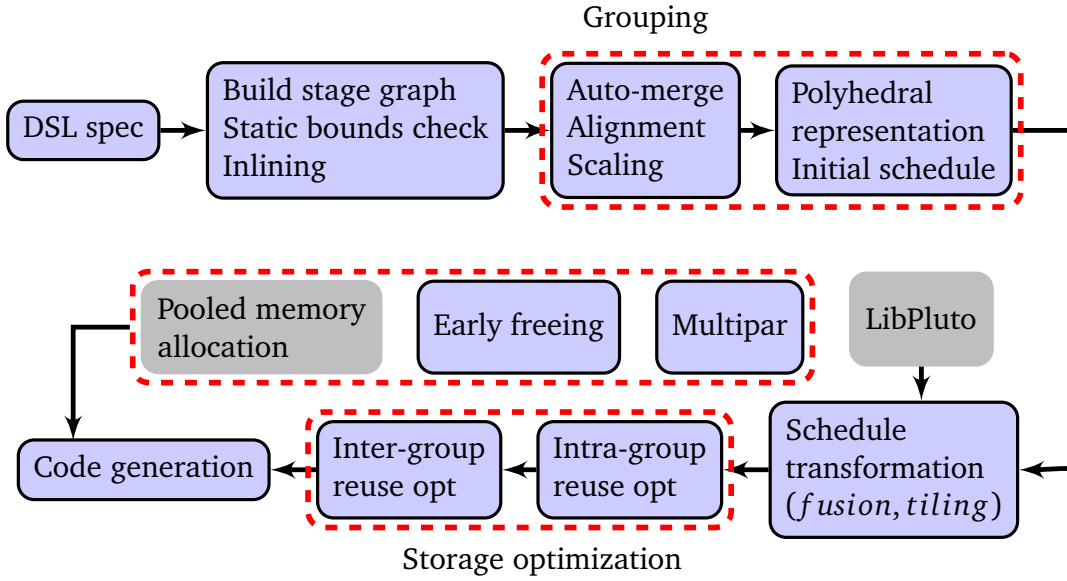 Grouping
DSL spec
Build stage graph
Static bounds check
Inlining
Auto-merge
Alignment
Scaling
Polyhedral
representation
Initial schedule
Pooled memory
allocation
Early freeing
Multipar
LibPluto
Code generation
Inter-group
reuse opt
Intra-group
reuse opt
Schedule
transformation
(fusion, tiling)
Storage optimization